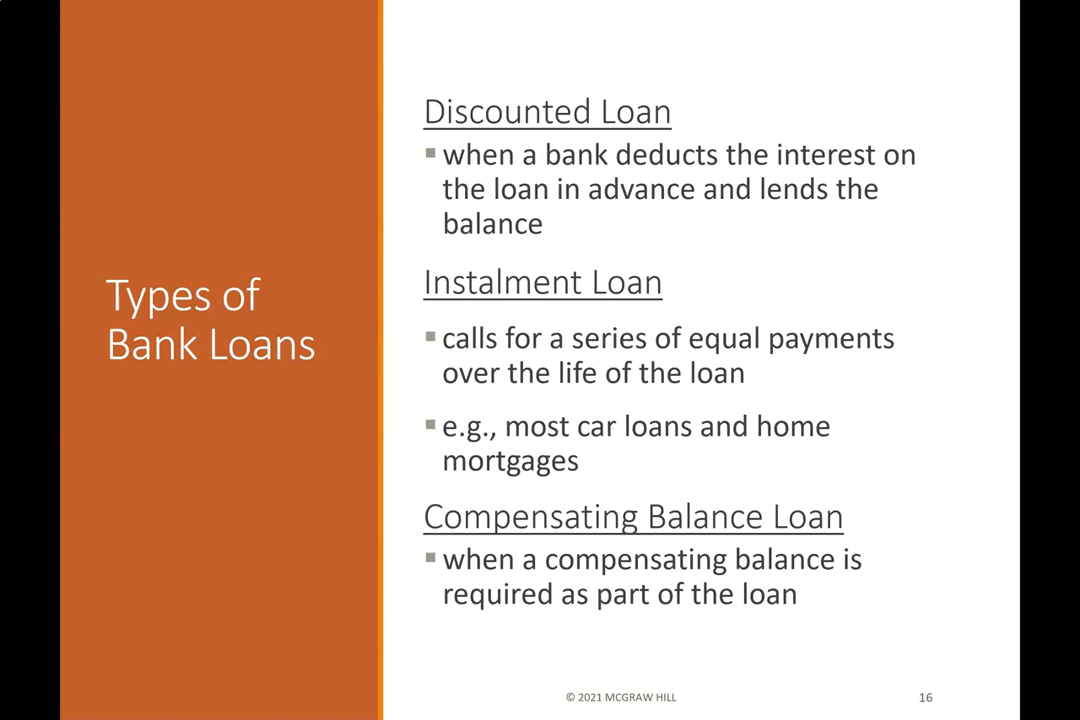 Types of
Bank Loans
Discounted Loan
▪when a bank deducts the interest on
the loan in advance and lends the
balance
Instalment Loan
▪calls for a series of equal payments
over the life of the loan
▪e.g., most car loans and home
mortgages
Compensating Balance Loan
▪when a compensating balance is
required as part of the loan
© 2021 MCGRAW HILL
16